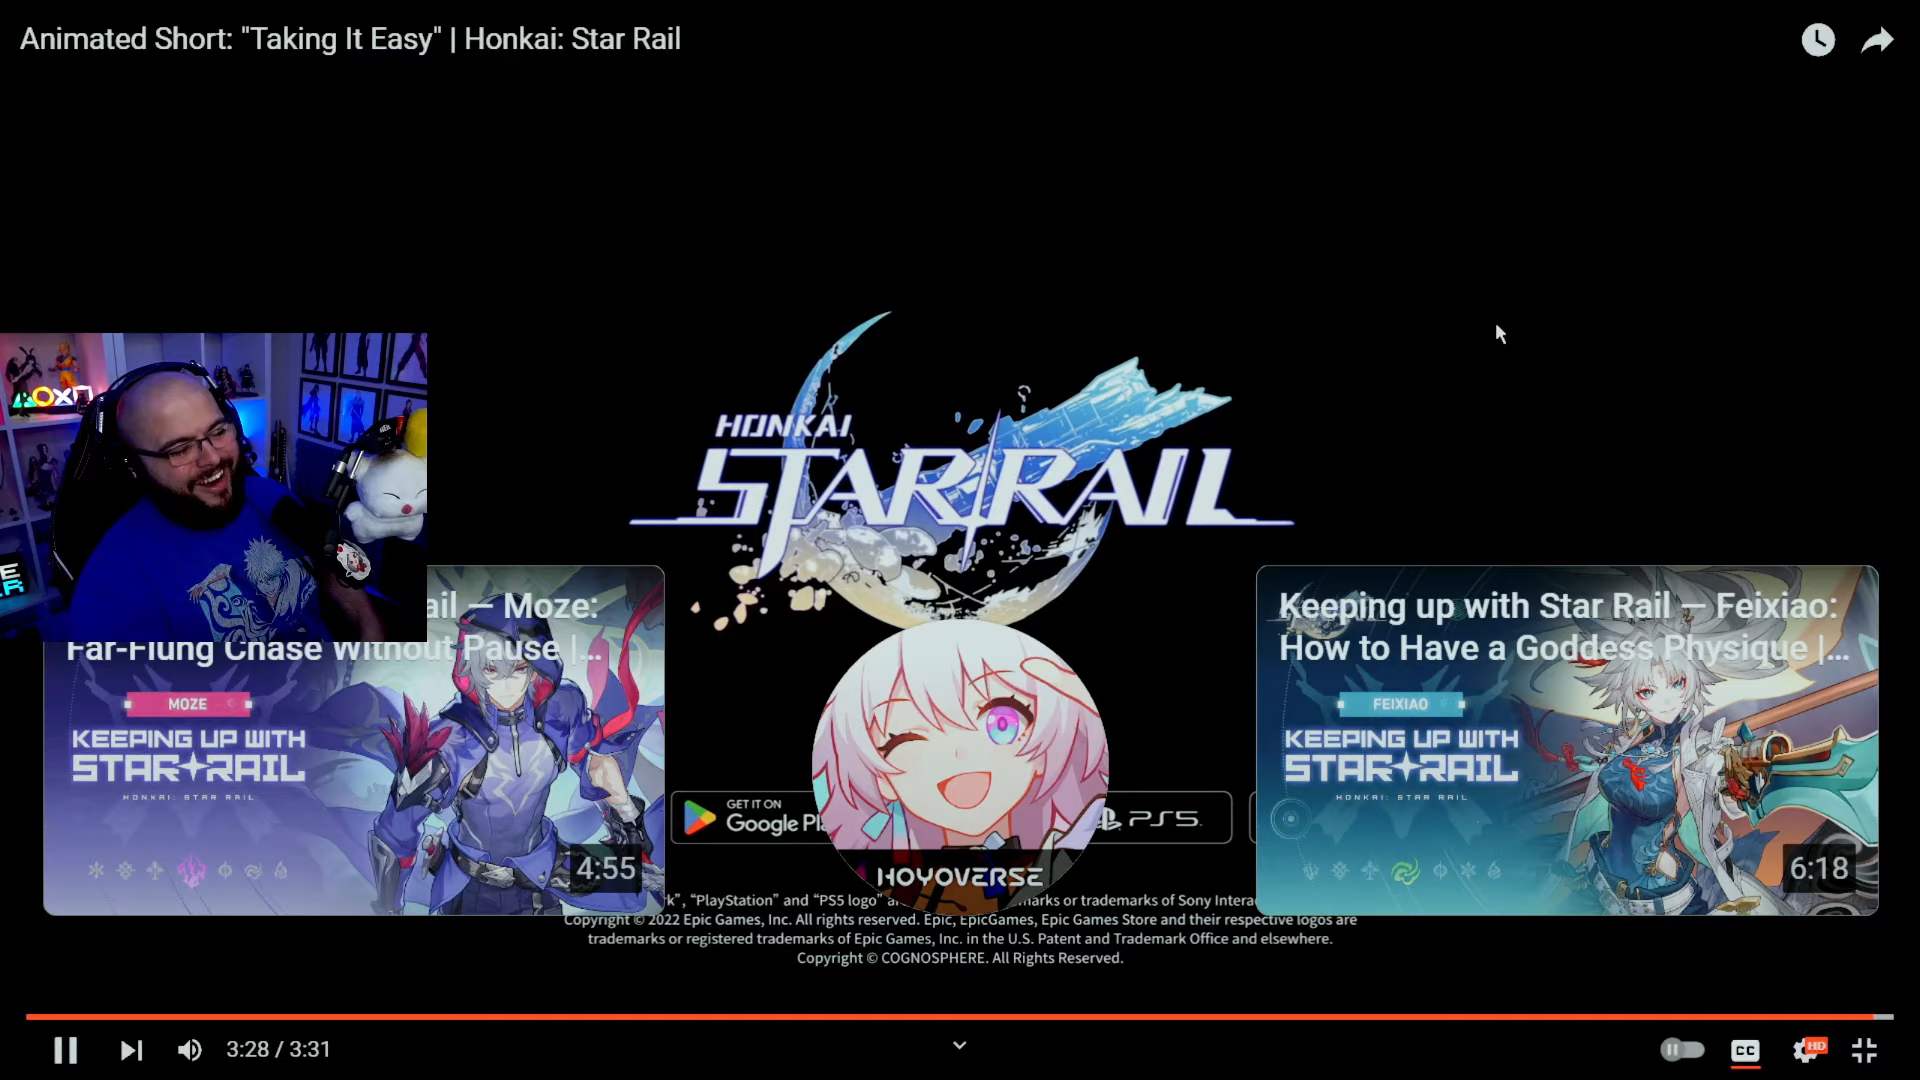 Animated Short: "Taking It Easy" | Honkai: Star Rail
HONKAI
STAR RAIL
ail — Moze:
Far-Flung Chase Without Pause |...
MOZE
KEEPING UP WITH
STAR RAIL
HONKAI: STAR RAIL
4:55
Keeping up with Star Rail — Feixiao:
How to Have a Goddess Physique |...
FEIXIAO
KEEPING UP WITH
STAR RAIL
HONKAI: STAR RAIL
6:18
GET IT ON
Google Pl
PS5
HOYOVERSE
", "PlayStation" and "PS5 logo" a
marks or trademarks of Sony Intera
Copyright © 2022 Epic Games, Inc. All rights reserved. Epic, EpicGames, Epic Games Store and their respective logos are
trademarks or registered trademarks of Epic Games, Inc. in the U.S. Patent and Trademark Office and elsewhere.
Copyright © COGNOSPHERE. All Rights Reserved.
3:28 / 3:31
CC
HD